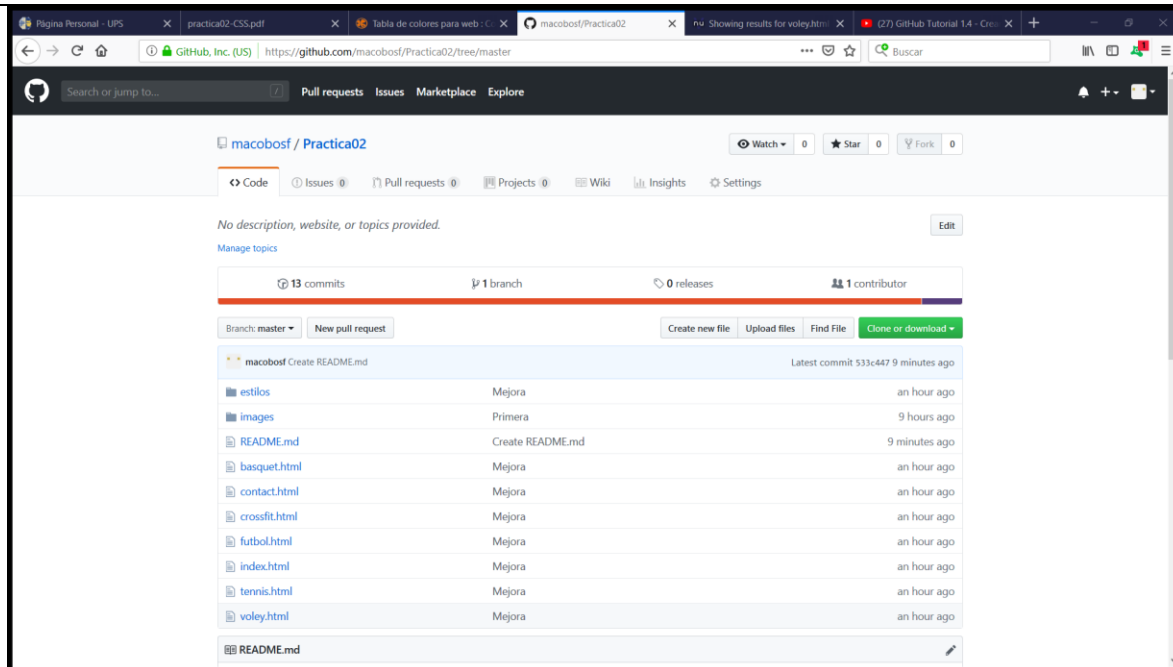 Página Personal - UPS
practica02-CSS.pdf
Tabla de colores para web : Co
macobosf/Practica02
nu Showing results for voley.html
(27) GitHub Tutorial 1.4 - Crea
GitHub, Inc. (US) https://github.com/macobosf/Practica02/tree/master
Buscar
1
Search or jump to... /
Pull requests Issues Marketplace Explore
macobosf / Practica02
Watch 0 Star 0 Fork 0
Code Issues 0 Pull requests 0 Projects 0 Wiki Insights Settings
No description, website, or topics provided. Edit
Manage topics
13 commits 1 branch 0 releases 1 contributor
Branch: master New pull request Create new file Upload files Find File Clone or download
macobosf Create README.md Latest commit 533c447 9 minutes ago
estilos Mejora an hour ago
images Primera 9 hours ago
README.md Create README.md 9 minutes ago
basquet.html Mejora an hour ago
contact.html Mejora an hour ago
crossfit.html Mejora an hour ago
futbol.html Mejora an hour ago
index.html Mejora an hour ago
tennis.html Mejora an hour ago
voley.html Mejora an hour ago
README.md